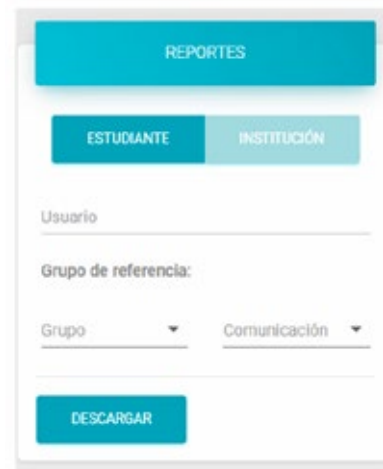 REPORTES
ESTUDIANTE INSTITUCIÓN
Usuario
Grupo de referencia:
Grupo Comunicación
DESCARGAR